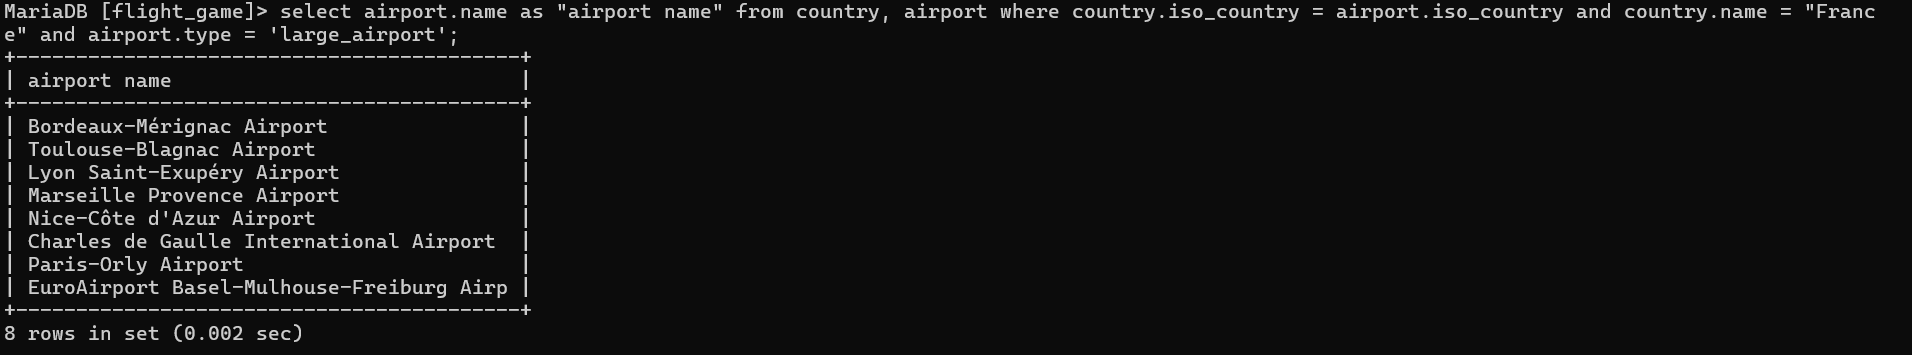 MariaDB [flight_game]> select airport.name as "airport name" from country, airport where country.iso_country = airport.iso_country and country.name = "Franc
e" and airport.type = 'large_airport';
+------------------------------------------+
| airport name                             |
+------------------------------------------+
| Bordeaux-Mérignac Airport                |
| Toulouse-Blagnac Airport                 |
| Lyon Saint-Exupéry Airport               |
| Marseille Provence Airport               |
| Nice-Côte d'Azur Airport                 |
| Charles de Gaulle International Airport  |
| Paris-Orly Airport                       |
| EuroAirport Basel-Mulhouse-Freiburg Airp |
+------------------------------------------+
8 rows in set (0.002 sec)